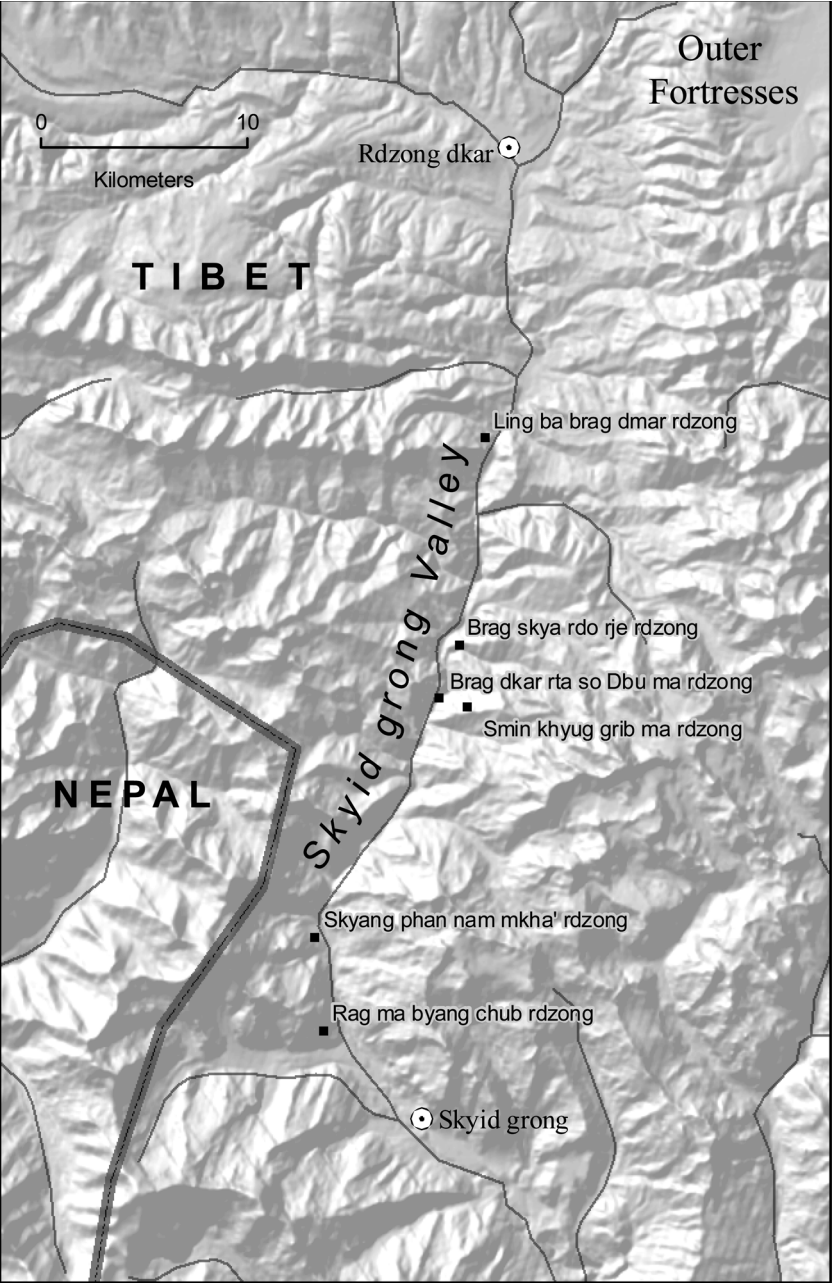 Outer
Fortresses
0 10
Kilometers
Rdzong dkar
TIBET
Ling ba brag dmar rdzong
Skyid grong Valley
Brag skya rdo rje rdzong
Brag dkar rta so Dbu ma rdzong
Smin khyug grib ma rdzong
NEPAL
Skyang phan nam mkha' rdzong
Rag ma byang chub rdzong
Skyid grong